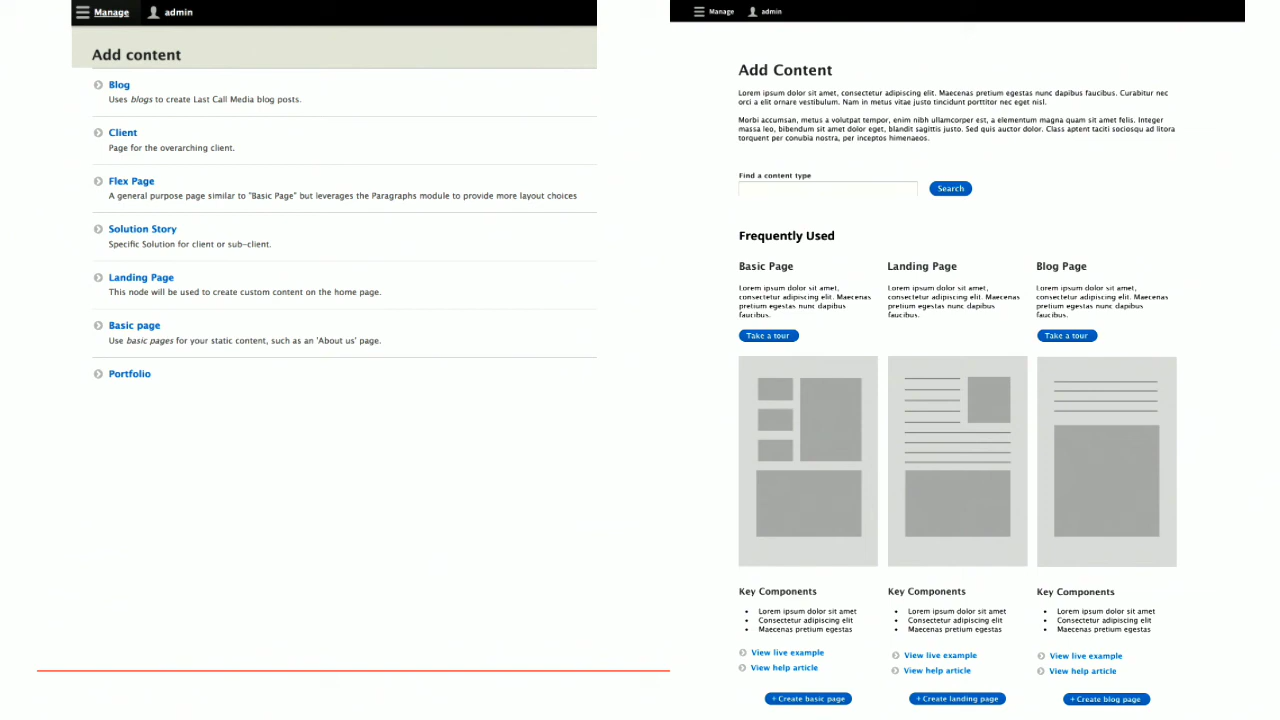 Manage admin
Add content
Blog
Uses blogs to create Last Call Media blog posts.
Client
Page for the overarching client.
Flex Page
A general purpose page similar to "Basic Page" but leverages the Paragraphs module to provide more layout choices
Solution Story
Specific Solution for client or sub-client.
Landing Page
This node will be used to create custom content on the home page.
Basic page
Use basic pages for your static content, such as an 'About us' page.
Portfolio
Manage admin
Add Content
Lorem ipsum dolor sit amet, consectetur adipiscing elit. Maecenas pretium egestas nunc dapibus faucibus. Curabitur nec
orci a elit ornare vestibulum. Nam in metus vitae justo tincidunt porttitor nec eget nisl.
Morbi accumsan, metus a volutpat tempor, enim nibh ullamcorper est, a elementum magna quam sit amet felis. Integer
massa leo, bibendum sit amet dolor eget, blandit sagittis justo. Sed quis auctor dolor. Class aptent taciti sociosqu ad litora
torquent per conubia nostra, per inceptos himenaeos.
Find a content type
Search
Frequently Used
Basic Page
Lorem ipsum dolor sit amet,
consectetur adipiscing elit. Maecenas
pretium egestas nunc dapibus
faucibus.
Take a tour
Key Components
Lorem ipsum dolor sit amet
Consectetur adipiscing elit
Maecenas pretium egestas
View live example
View help article
+ Create basic page
Landing Page
Lorem ipsum dolor sit amet,
consectetur adipiscing elit. Maecenas
pretium egestas nunc dapibus
faucibus.
Key Components
Lorem ipsum dolor sit amet
Consectetur adipiscing elit
Maecenas pretium egestas
View live example
View help article
+ Create landing page
Blog Page
Lorem ipsum dolor sit amet,
consectetur adipiscing elit. Maecenas
pretium egestas nunc dapibus
faucibus.
Take a tour
Key Components
Lorem ipsum dolor sit amet
Consectetur adipiscing elit
Maecenas pretium egestas
View live example
View help article
+ Create blog page